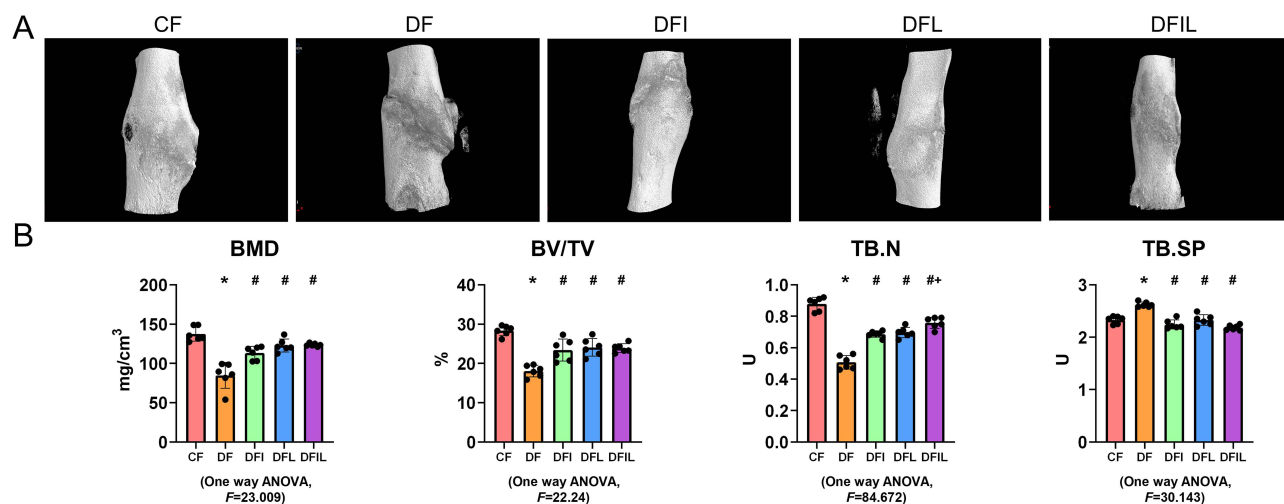 A
CF DF DFI DFL DFIL
B
BMD BV/TV TB.N TB.SP
* # # # * # # # * # # #+ * # # #
mg/cm³
200
150
100
50
0
CF DF DFI DFL DFIL
(One way ANOVA,
F=23.009)
%
40
30
20
10
0
CF DF DFI DFL DFIL
(One way ANOVA,
F=22.24)
U
1.0
0.8
0.6
0.4
0.2
0.0
CF DF DFI DFL DFIL
(One way ANOVA,
F=84.672)
U
3
2
1
0
CF DF DFI DFL DFIL
(One way ANOVA,
F=30.143)